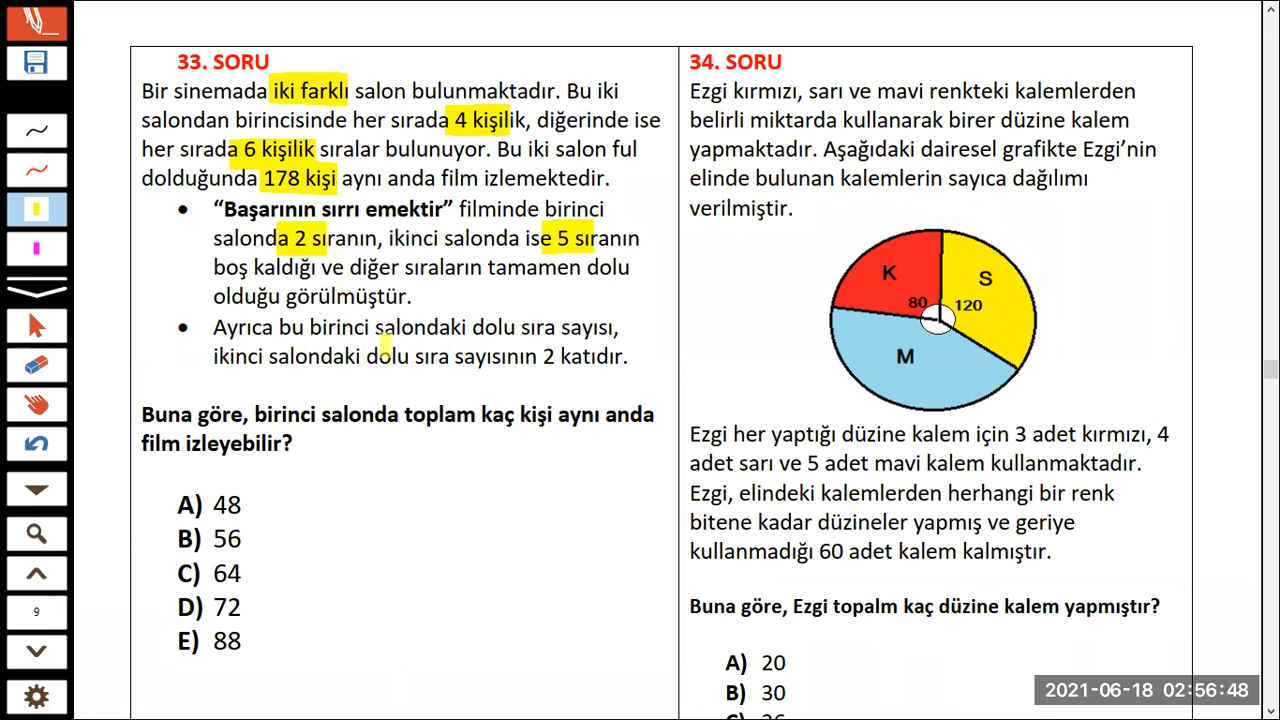 33. SORU
Bir sinemada iki farklı salon bulunmaktadır. Bu iki
salondan birincisinde her sırada 4 kişilik, diğerinde ise
her sırada 6 kişilik sıralar bulunuyor. Bu iki salon ful
dolduğunda 178 kişi aynı anda film izlemektedir.
• “Başarının sırrı emektir” filminde birinci
salonda 2 sıranın, ikinci salonda ise 5 sıranın
boş kaldığı ve diğer sıraların tamamen dolu
olduğu görülmüştür.
• Ayrıca bu birinci salondaki dolu sıra sayısı,
ikinci salondaki dolu sıra sayısının 2 katıdır.
Buna göre, birinci salonda toplam kaç kişi aynı anda
film izleyebilir?
A) 48
B) 56
C) 64
D) 72
E) 88
34. SORU
Ezgi kırmızı, sarı ve mavi renkteki kalemlerden
belirli miktarda kullanarak birer düzine kalem
yapmaktadır. Aşağıdaki dairesel grafikte Ezgi’nin
elinde bulunan kalemlerin sayıca dağılımı
verilmiştir.
K
S
80
120
M
Ezgi her yaptığı düzine kalem için 3 adet kırmızı, 4
adet sarı ve 5 adet mavi kalem kullanmaktadır.
Ezgi, elindeki kalemlerden herhangi bir renk
bitene kadar düzineler yapmış ve geriye
kullanmadığı 60 adet kalem kalmıştır.
Buna göre, Ezgi topalm kaç düzine kalem yapmıştır?
A) 20
B) 30
9
2021-06-18 02:56:48